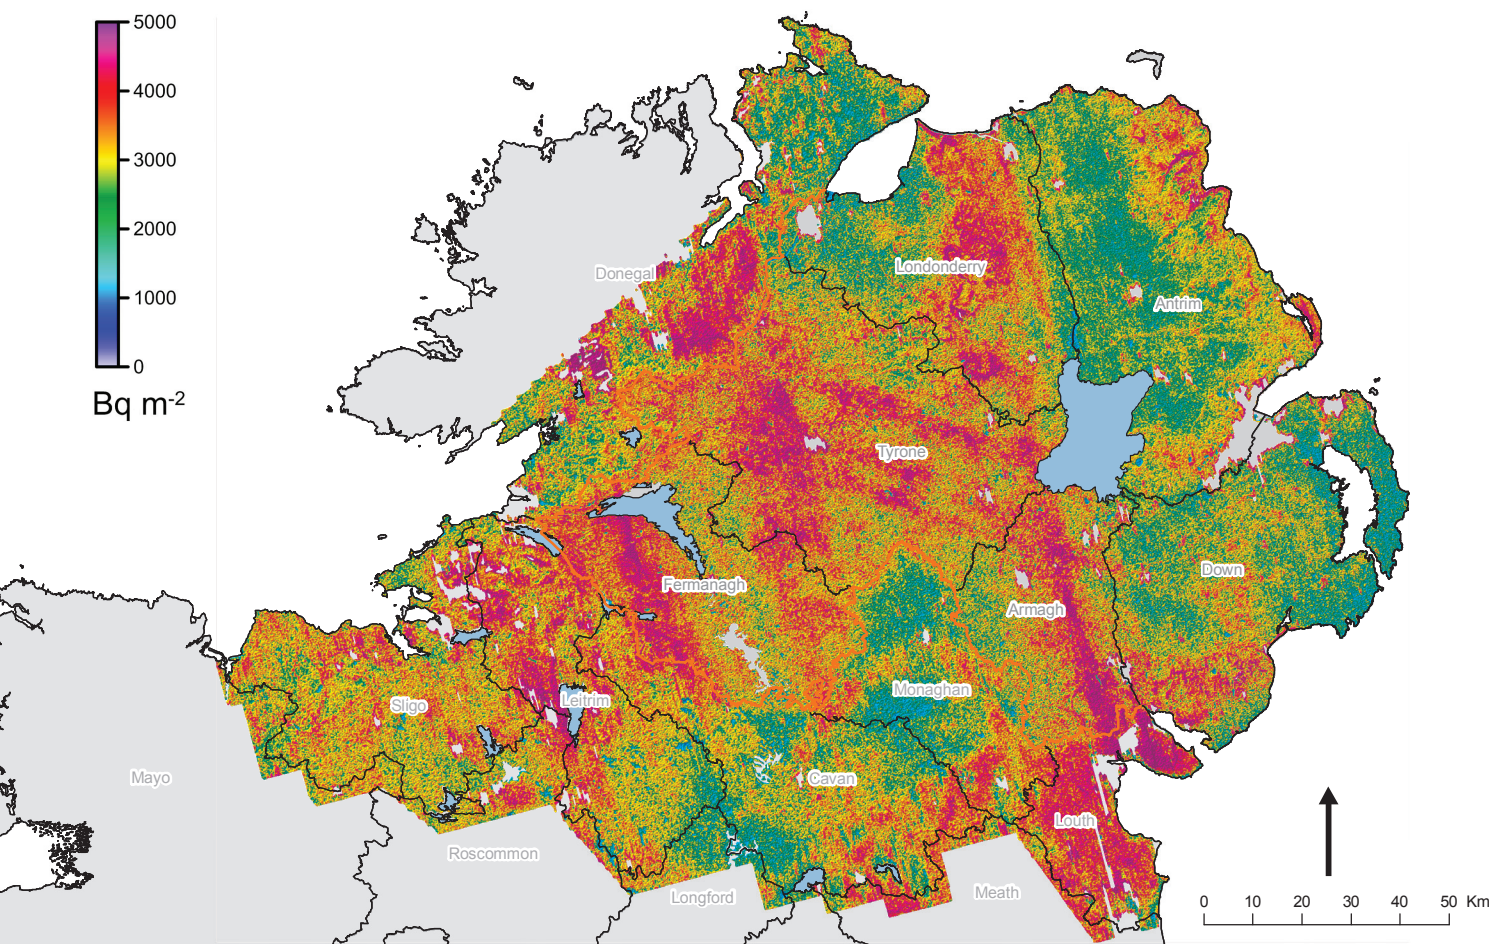 5000
4000
3000
2000
1000
0
Bq m-2
Donegal
Londonderry
Antrim
Tyrone
Fermanagh
Down
Armagh
Monaghan
Leitrim
Sligo
Mayo
Cavan
Louth
Roscommon
Longford
Meath
0 10 20 30 40 50 Km